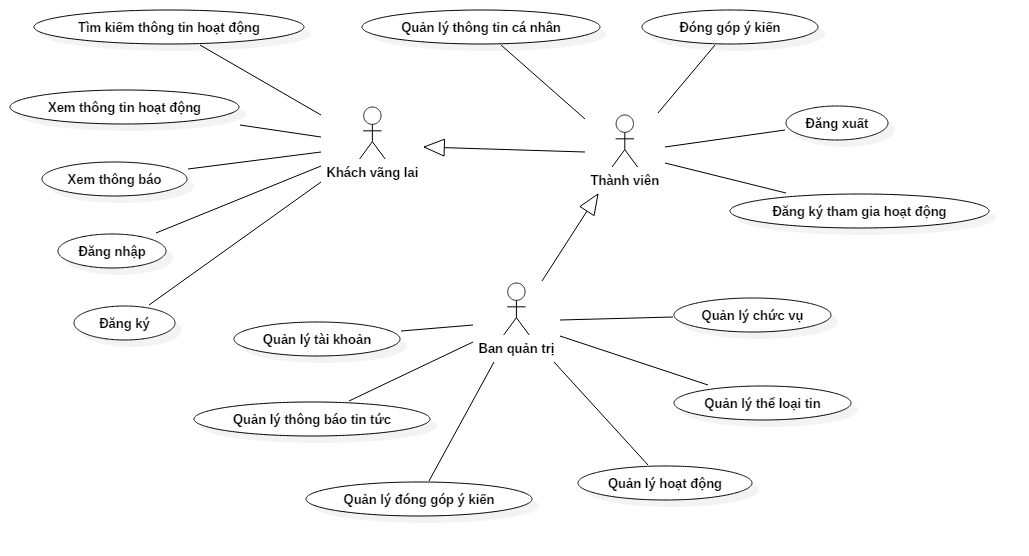 Tìm kiếm thông tin hoạt động
Quản lý thông tin cá nhân
Đóng góp ý kiến
Xem thông tin hoạt động
Đăng xuất
Khách vãng lai
Xem thông báo
Thành viên
Đăng ký tham gia hoạt động
Đăng nhập
Đăng ký
Quản lý chức vụ
Quản lý tài khoản
Ban quản trị
Quản lý thể loại tin
Quản lý thông báo tin tức
Quản lý hoạt động
Quản lý đóng góp ý kiến